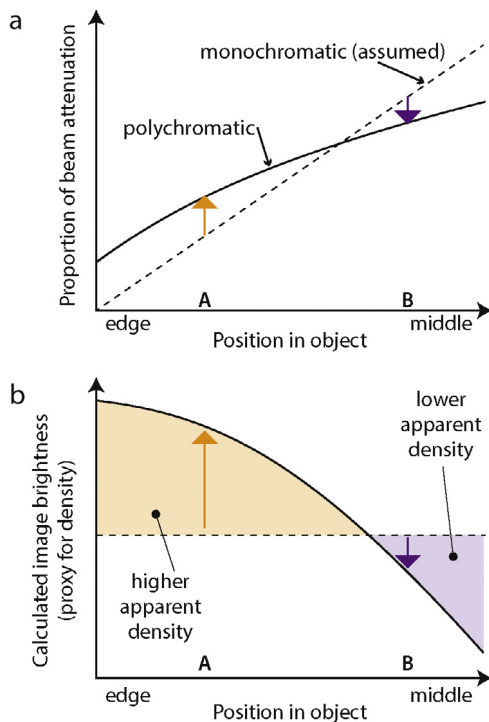 a
monochromatic (assumed)
polychromatic
Proportion of beam attenuation
A
B
edge
Position in object
middle
b
lower
apparent
density
higher
apparent
density
Calculated image brightness
(proxy for density)
A
B
edge
Position in object
middle